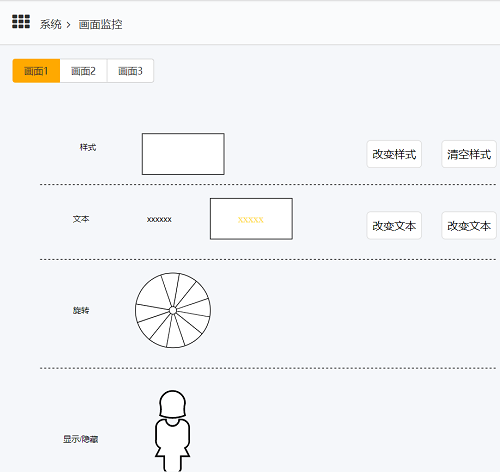 系统 > 画面监控
画面1 画面2 画面3
样式 改变样式 清空样式
文本 xxxxxx xxxxx 改变文本 改变文本
旋转
显示/隐藏